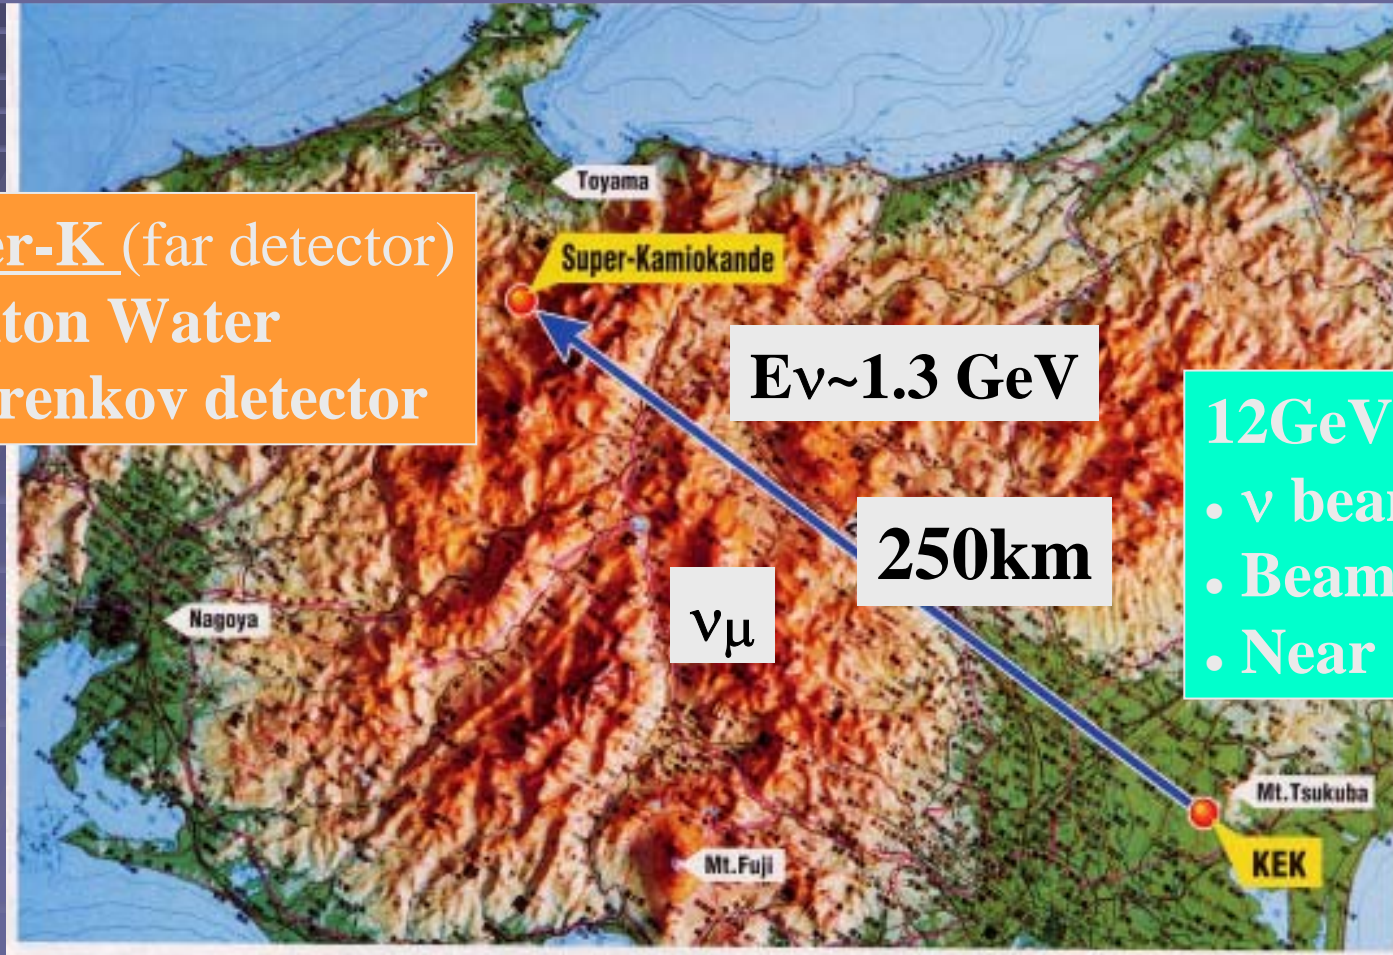 Toyama
er-K (far detector)
ton Water
renkov detector
Super-Kamiokande
Eν~1.3 GeV
12GeV
• ν bea
• Beam
• Near
250km
νμ
Nagoya
Mt.Tsukuba
KEK
Mt.Fuji